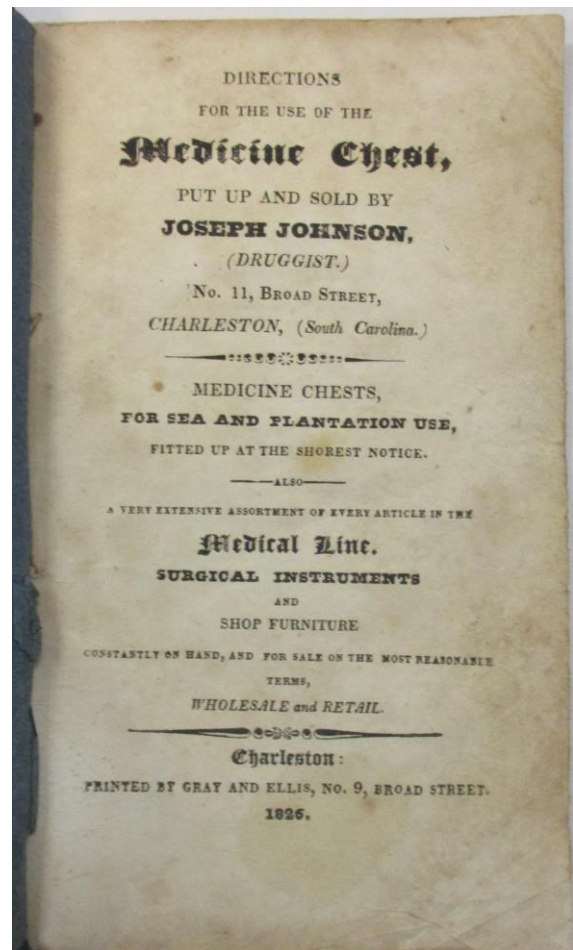 DIRECTIONS
FOR THE USE OF THE
Medicine Chest,
PUT UP AND SOLD BY
JOSEPH JOHNSON,
(DRUGGIST.)
No. 11, BROAD STREET,
CHARLESTON, (South Carolina.)
MEDICINE CHESTS,
FOR SEA AND PLANTATION USE,
FITTED UP AT THE SHOREST NOTICE.
ALSO
A VERY EXTENSIVE ASSORTMENT OF EVERY ARTICLE IN THE
Medical Line.
SURGICAL INSTRUMENTS
AND
SHOP FURNITURE
CONSTANTLY ON HAND, AND FOR SALE ON THE MOST REASONABLE
TERMS,
WHOLESALE and RETAIL.
Charleston:
PRINTED BY GRAY AND ELLIS, NO. 9, BROAD STREET.
1826.